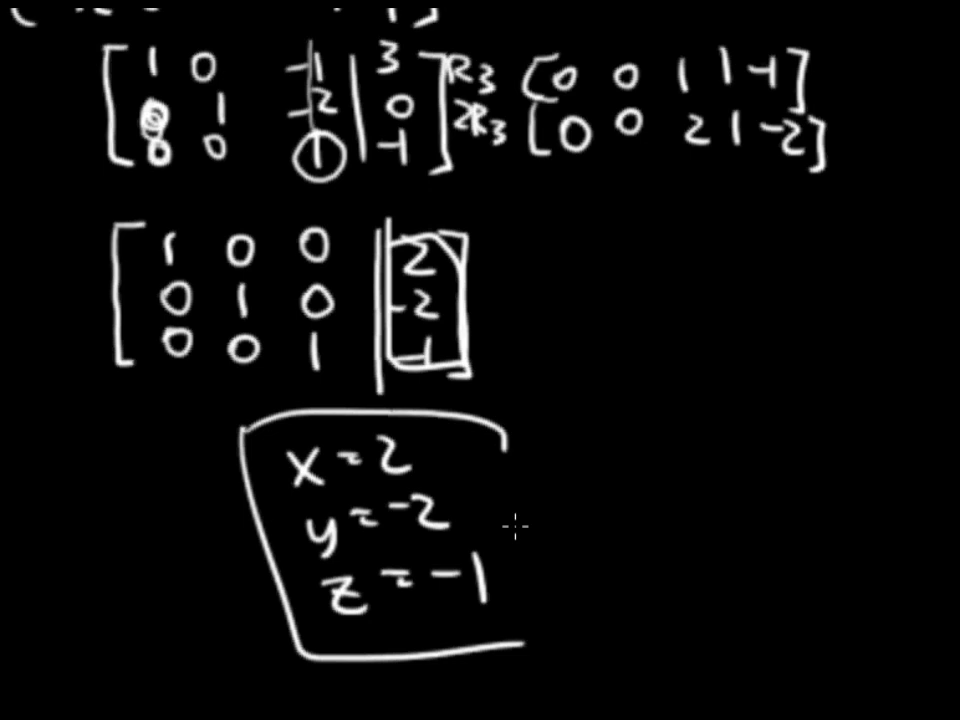 1 0 -1 | 3 R3 [0 0 1 | -1]
0 1 -2 | 0 2R3 [0 0 2 | -2]
0 0 1 | -1
1 0 0 | 2
0 1 0 | -2
0 0 1 | -1
x = 2
y = -2
z = -1